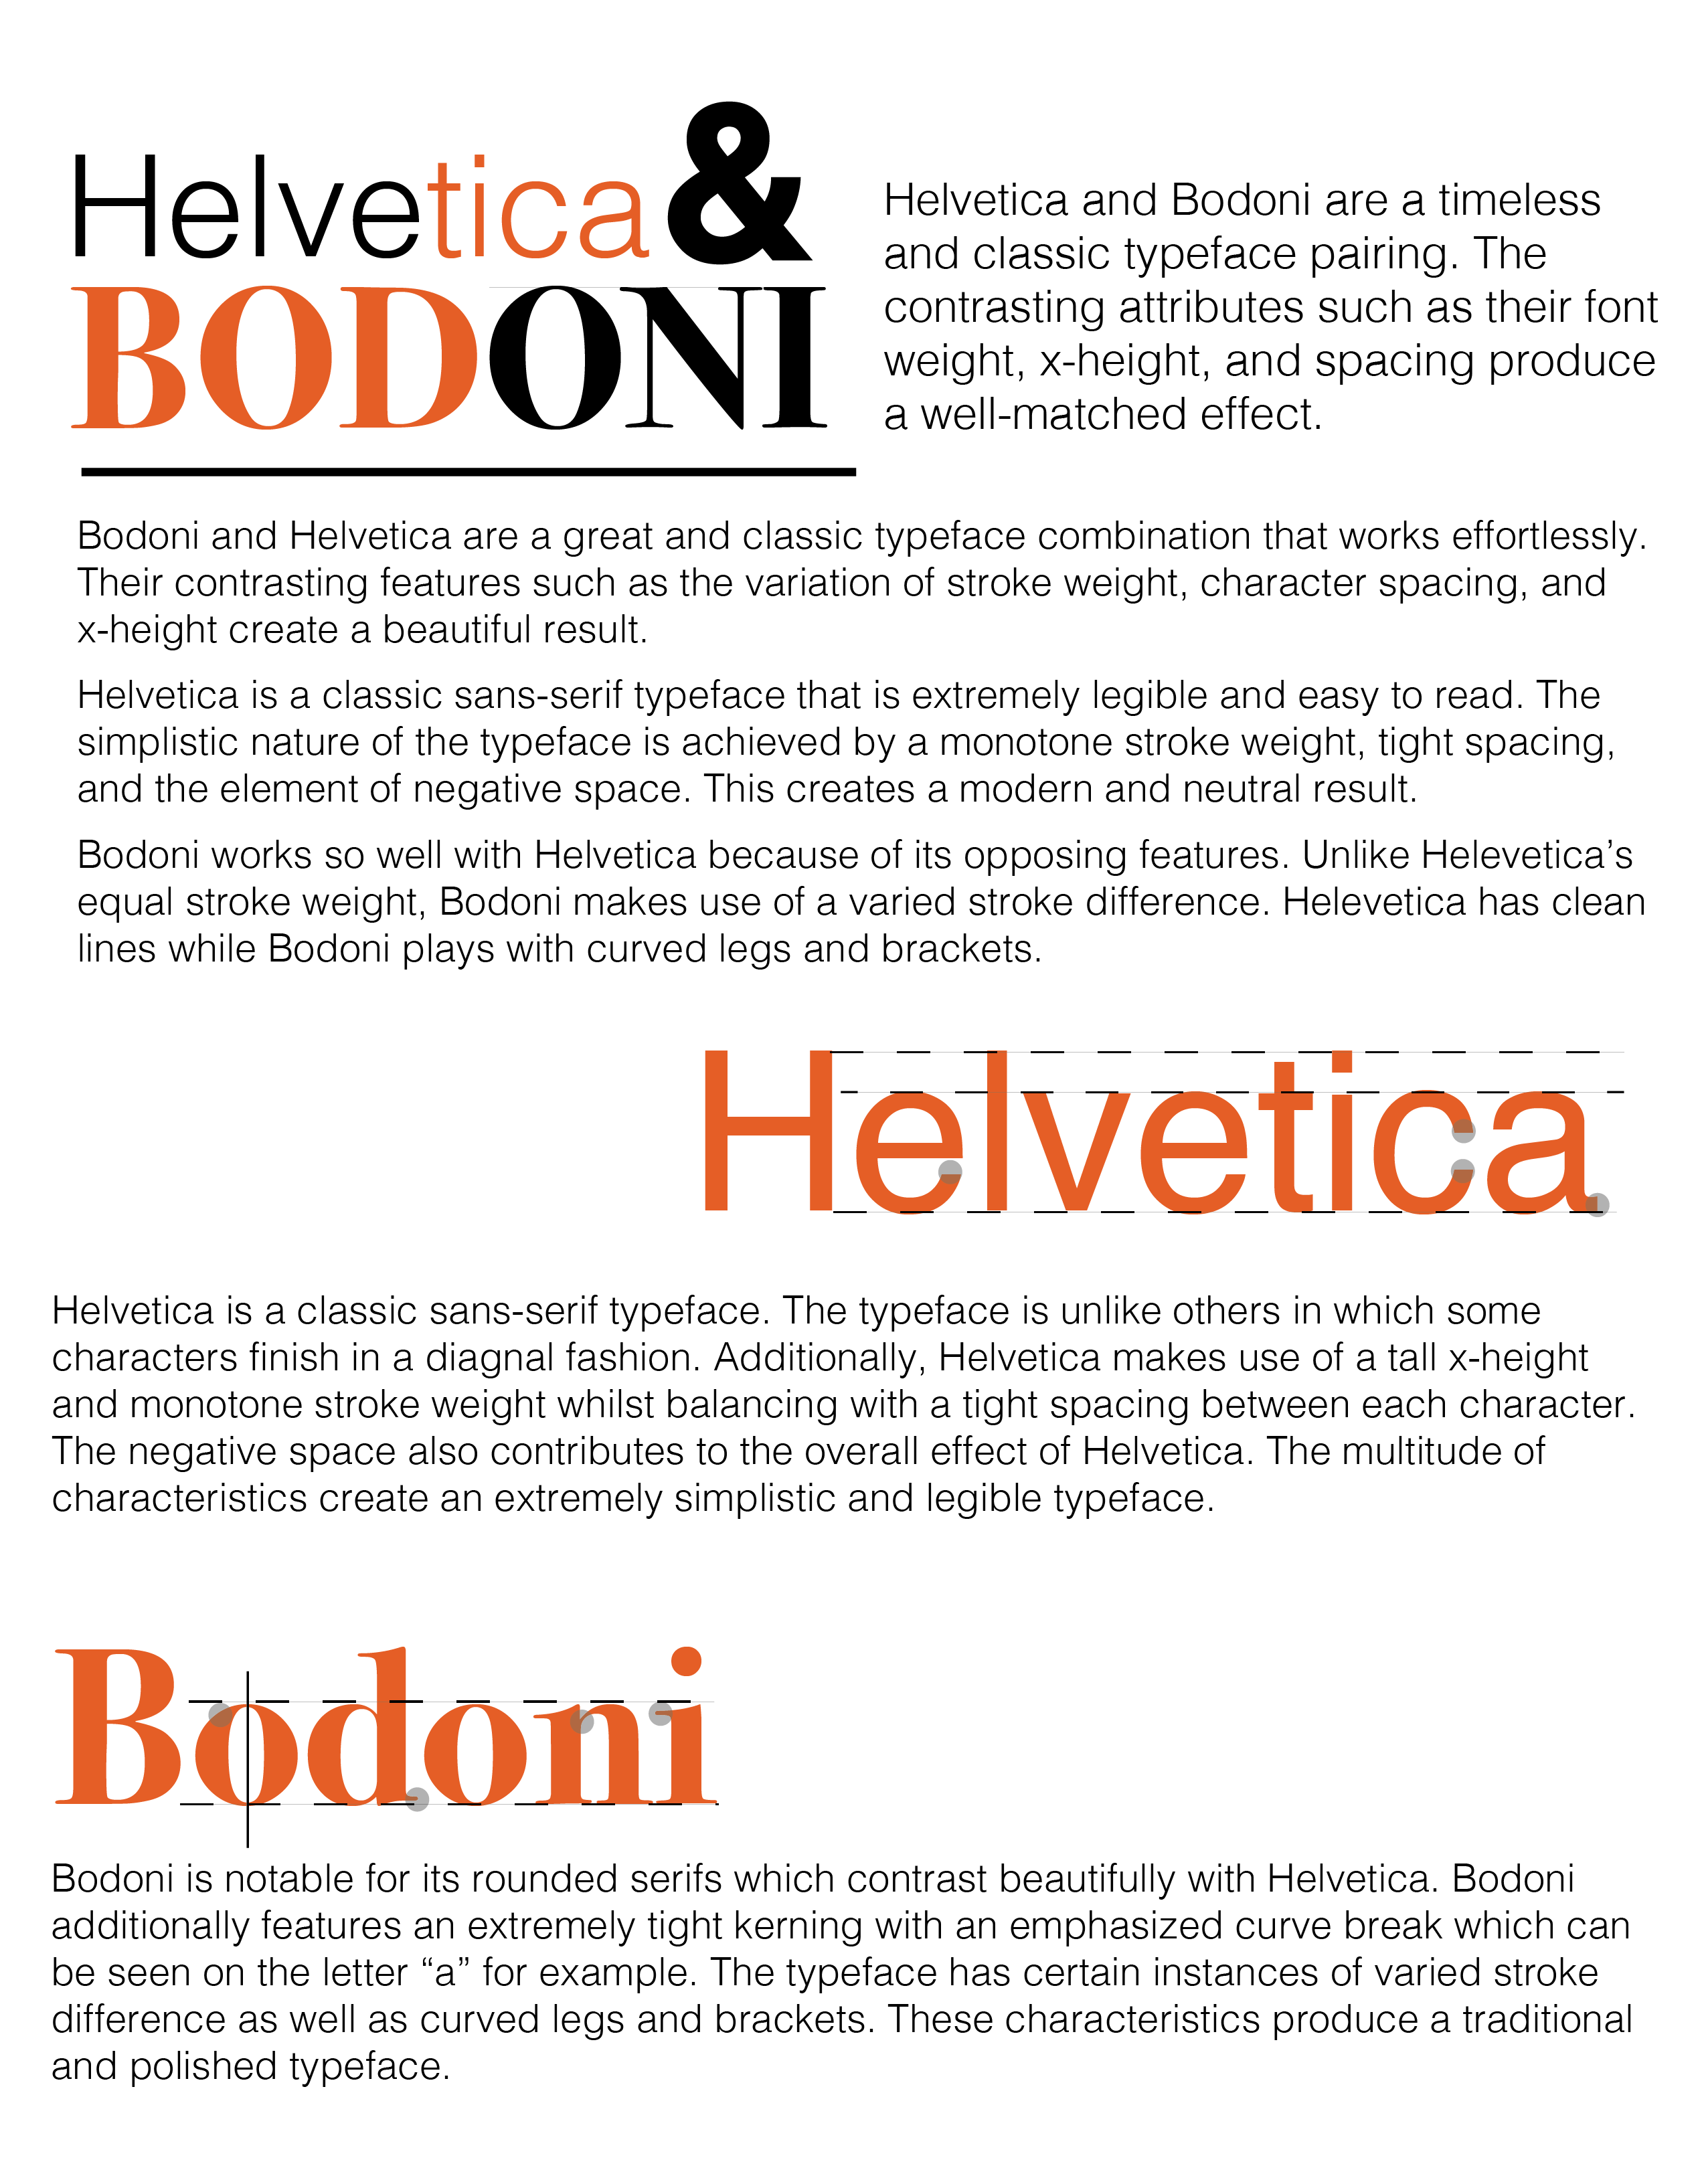 Helvetica &
BODONI
Helvetica and Bodoni are a timeless
and classic typeface pairing. The
contrasting attributes such as their font
weight, x-height, and spacing produce
a well-matched effect.
Bodoni and Helvetica are a great and classic typeface combination that works effortlessly.
Their contrasting features such as the variation of stroke weight, character spacing, and
x-height create a beautiful result.
Helvetica is a classic sans-serif typeface that is extremely legible and easy to read. The
simplistic nature of the typeface is achieved by a monotone stroke weight, tight spacing,
and the element of negative space. This creates a modern and neutral result.
Bodoni works so well with Helvetica because of its opposing features. Unlike Helevetica’s
equal stroke weight, Bodoni makes use of a varied stroke difference. Helevetica has clean
lines while Bodoni plays with curved legs and brackets.
Helvetica
Helvetica is a classic sans-serif typeface. The typeface is unlike others in which some
characters finish in a diagnal fashion. Additionally, Helvetica makes use of a tall x-height
and monotone stroke weight whilst balancing with a tight spacing between each character.
The negative space also contributes to the overall effect of Helvetica. The multitude of
characteristics create an extremely simplistic and legible typeface.
Bodoni
Bodoni is notable for its rounded serifs which contrast beautifully with Helvetica. Bodoni
additionally features an extremely tight kerning with an emphasized curve break which can
be seen on the letter “a” for example. The typeface has certain instances of varied stroke
difference as well as curved legs and brackets. These characteristics produce a traditional
and polished typeface.